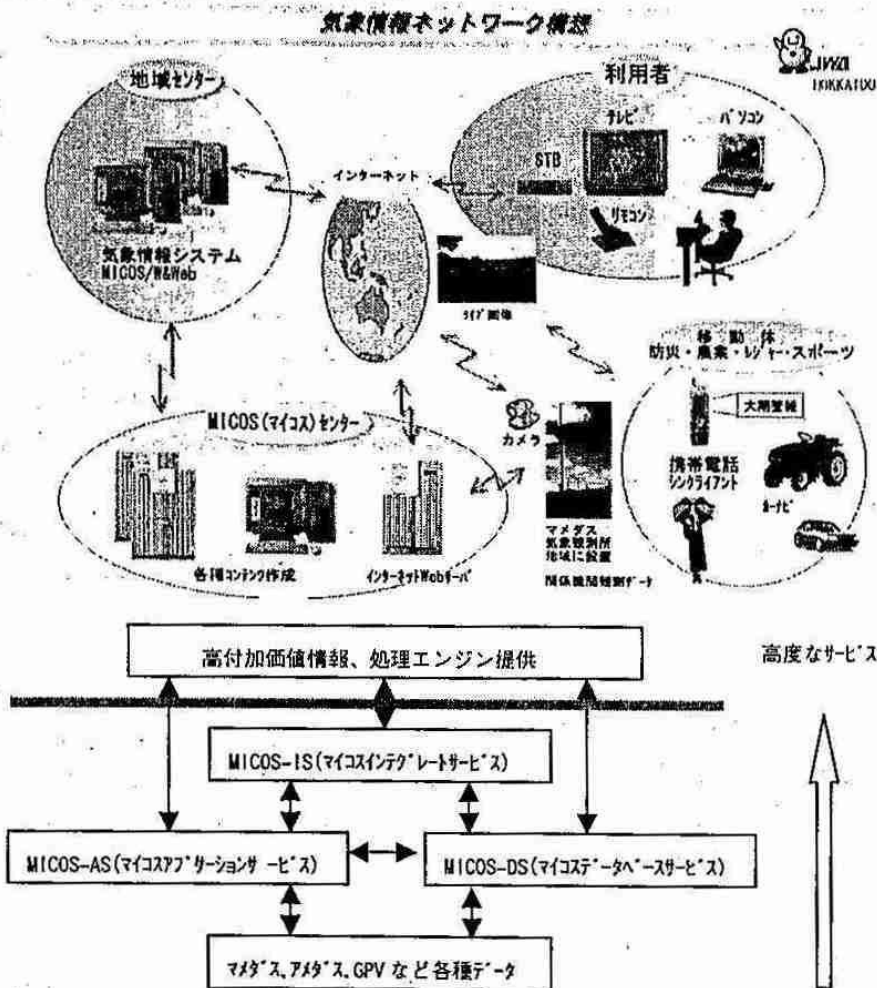 気象情報ネットワーク構想
JWA
IKIKKATUU
地域センター
気象情報システム
MICOS/W&Web
インターネット
利用者
テレビ
パソコン
STB
リモコン
ライブ画像
移動体
防災・農業・レジャー・スポーツ
携帯電話
シンクライアント
カーナビ
MICOS(マイコス)センター
各種コンテンツ作成
インターネットWebサーバ
カメラ
マメダス
気象観測所
地域に設置
関係機関観測データ
高付加価値情報、処理エンジン提供
高度なサービス
MICOS-IS(マイコスインテグレートサービス)
MICOS-AS(マイコスアプリケーションサービス)
MICOS-DS(マイコスデータベースサービス)
マメダス、アメダス、GPV など各種データ